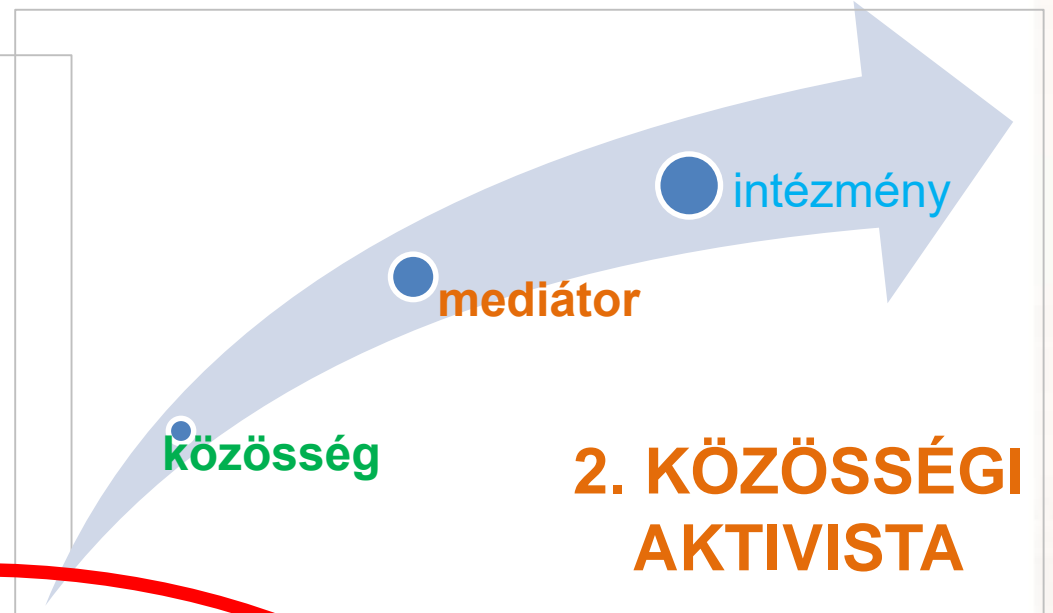 intézmény
mediátor
közösség
2. KÖZÖSSÉGI
AKTIVISTA